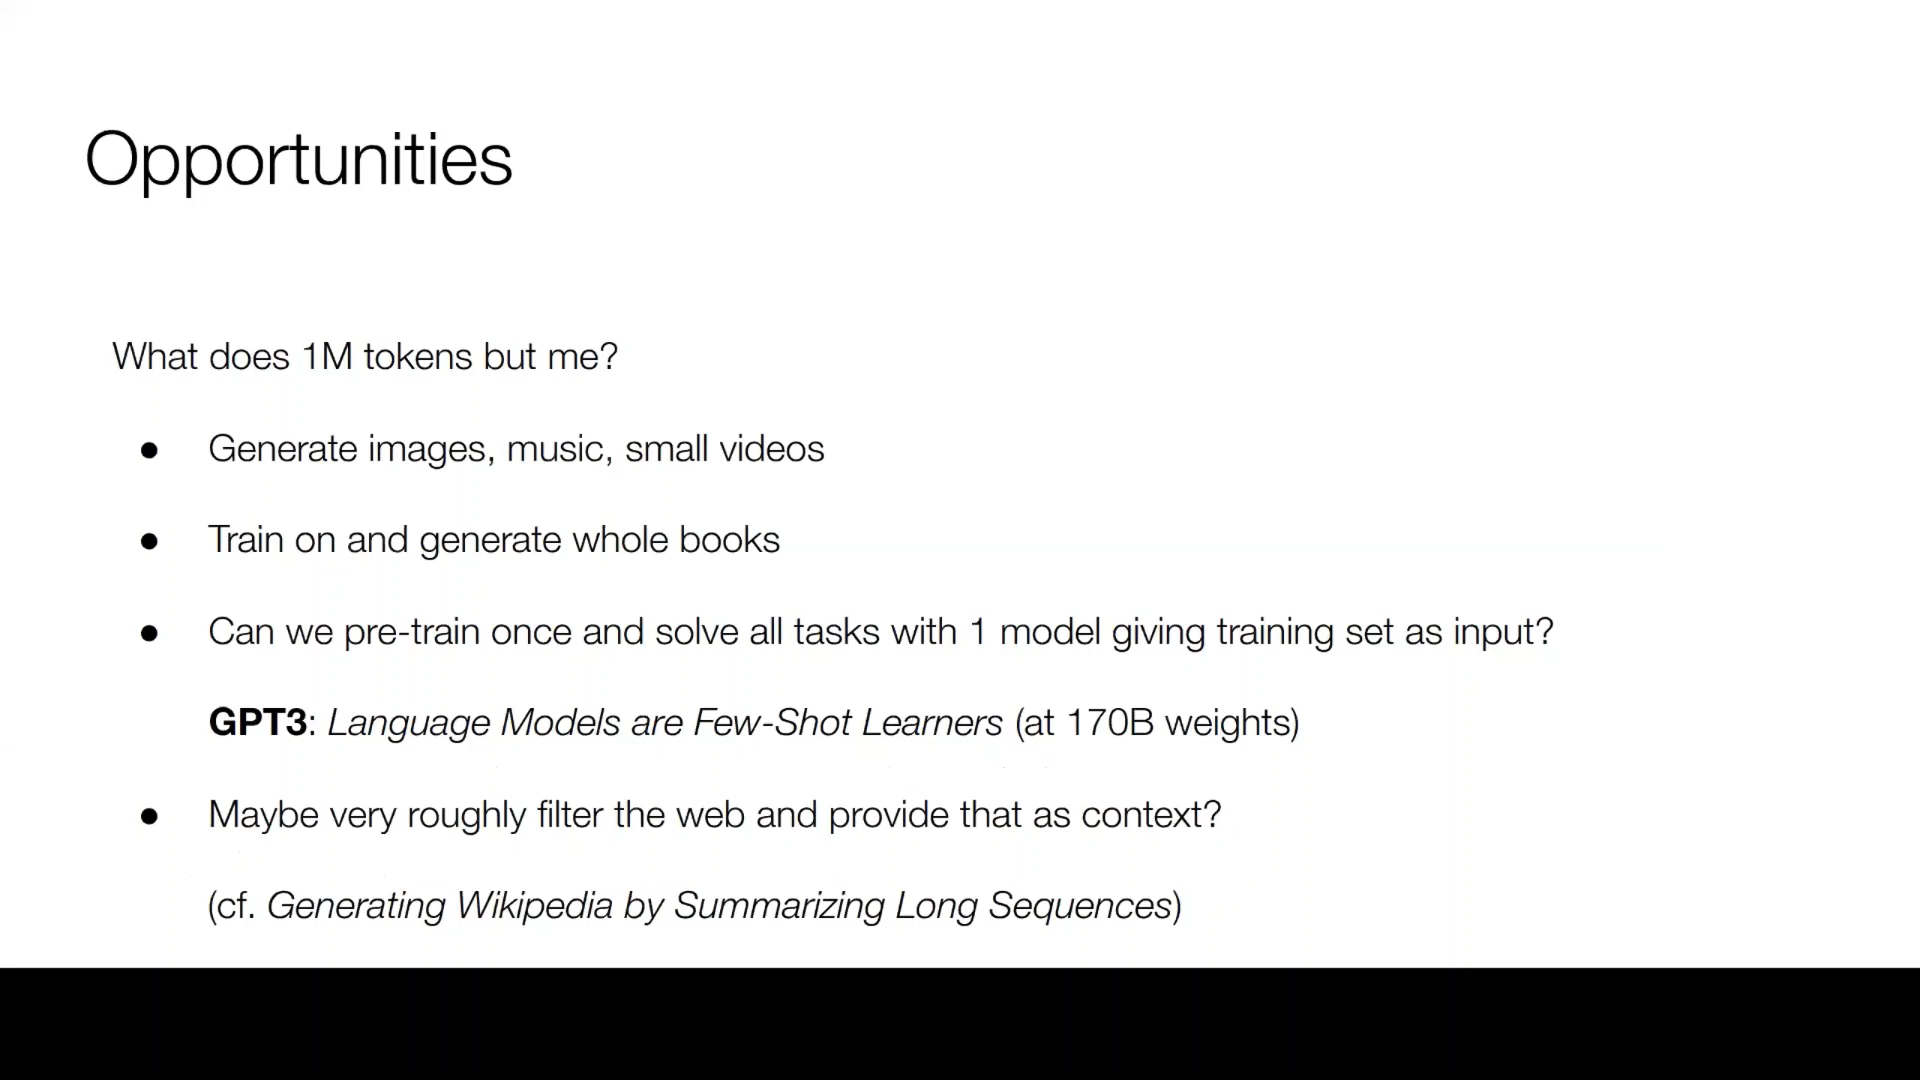 Opportunities
What does 1M tokens but me?
● Generate images, music, small videos
● Train on and generate whole books
● Can we pre-train once and solve all tasks with 1 model giving training set as input?
GPT3: Language Models are Few-Shot Learners (at 170B weights)
● Maybe very roughly filter the web and provide that as context?
(cf. Generating Wikipedia by Summarizing Long Sequences)